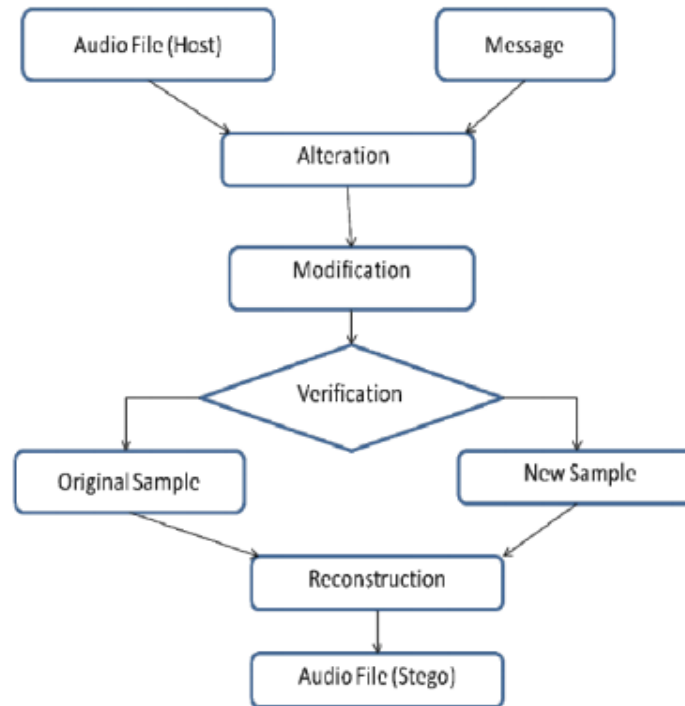 Audio File (Host)
Message
Alteration
Modification
Verification
Original Sample
New Sample
Reconstruction
Audio File (Stego)